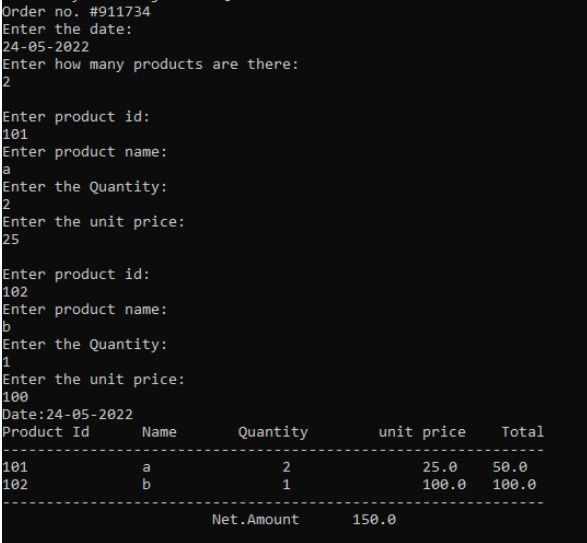 Order no. #911734
Enter the date:
24-05-2022
Enter how many products are there:
2
Enter product id:
101
Enter product name:
a
Enter the Quantity:
2
Enter the unit price:
25
Enter product id:
102
Enter product name:
b
Enter the Quantity:
1
Enter the unit price:
100
Date:24-05-2022
Product Id Name Quantity unit price Total
--------------------------------------------------------------
101 a 2 25.0 50.0
102 b 1 100.0 100.0
--------------------------------------------------------------
Net.Amount 150.0